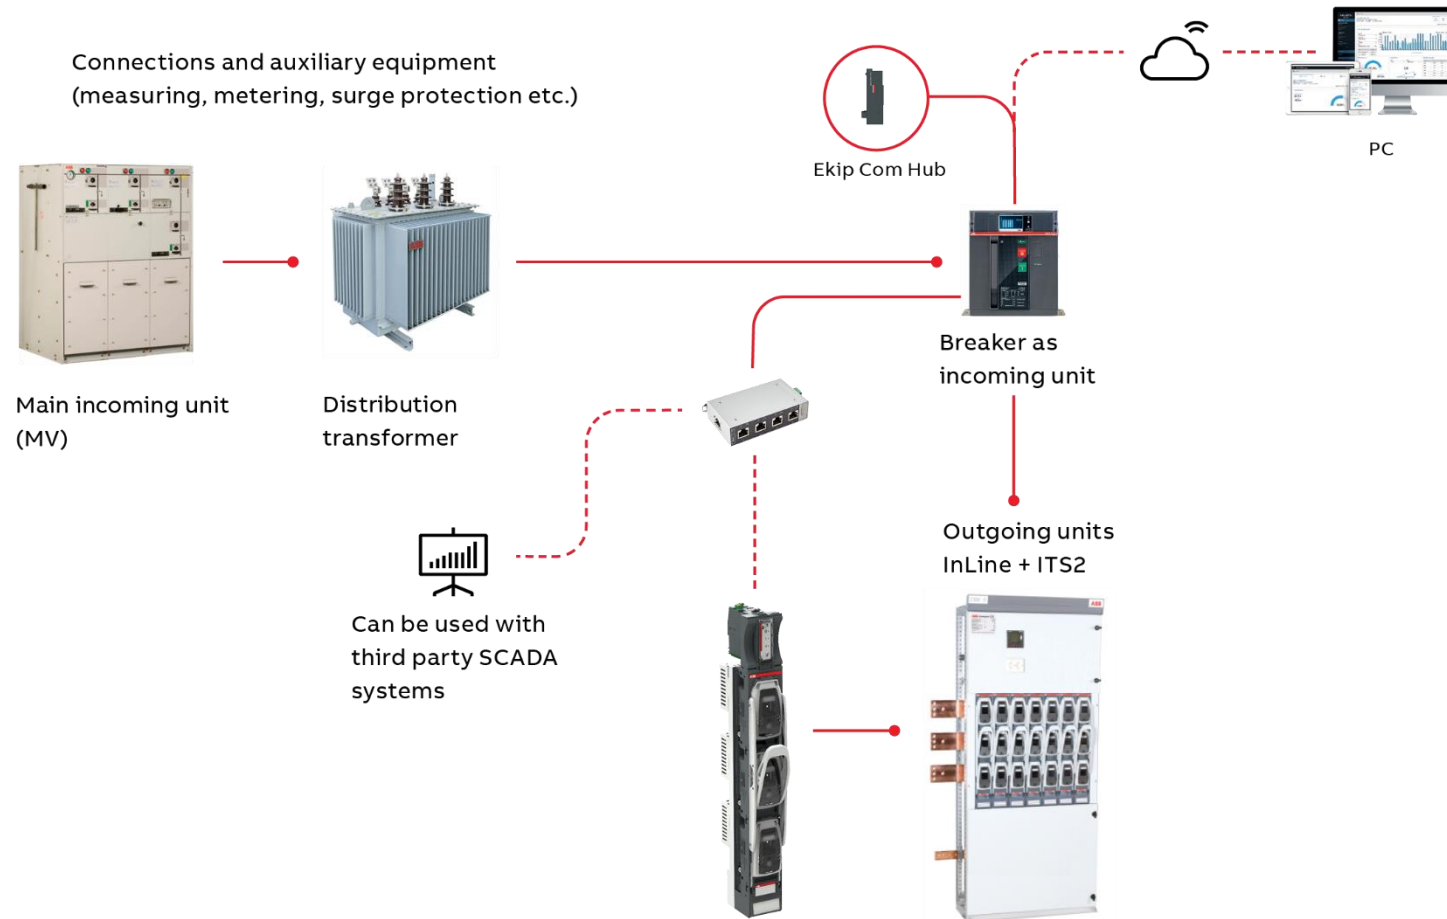 Connections and auxiliary equipment
(measuring, metering, surge protection etc.)
Ekip Com Hub
PC
Main incoming unit
(MV)
Distribution
transformer
Breaker as
incoming unit
Outgoing units
InLine + ITS2
Can be used with
third party SCADA
systems
ABB